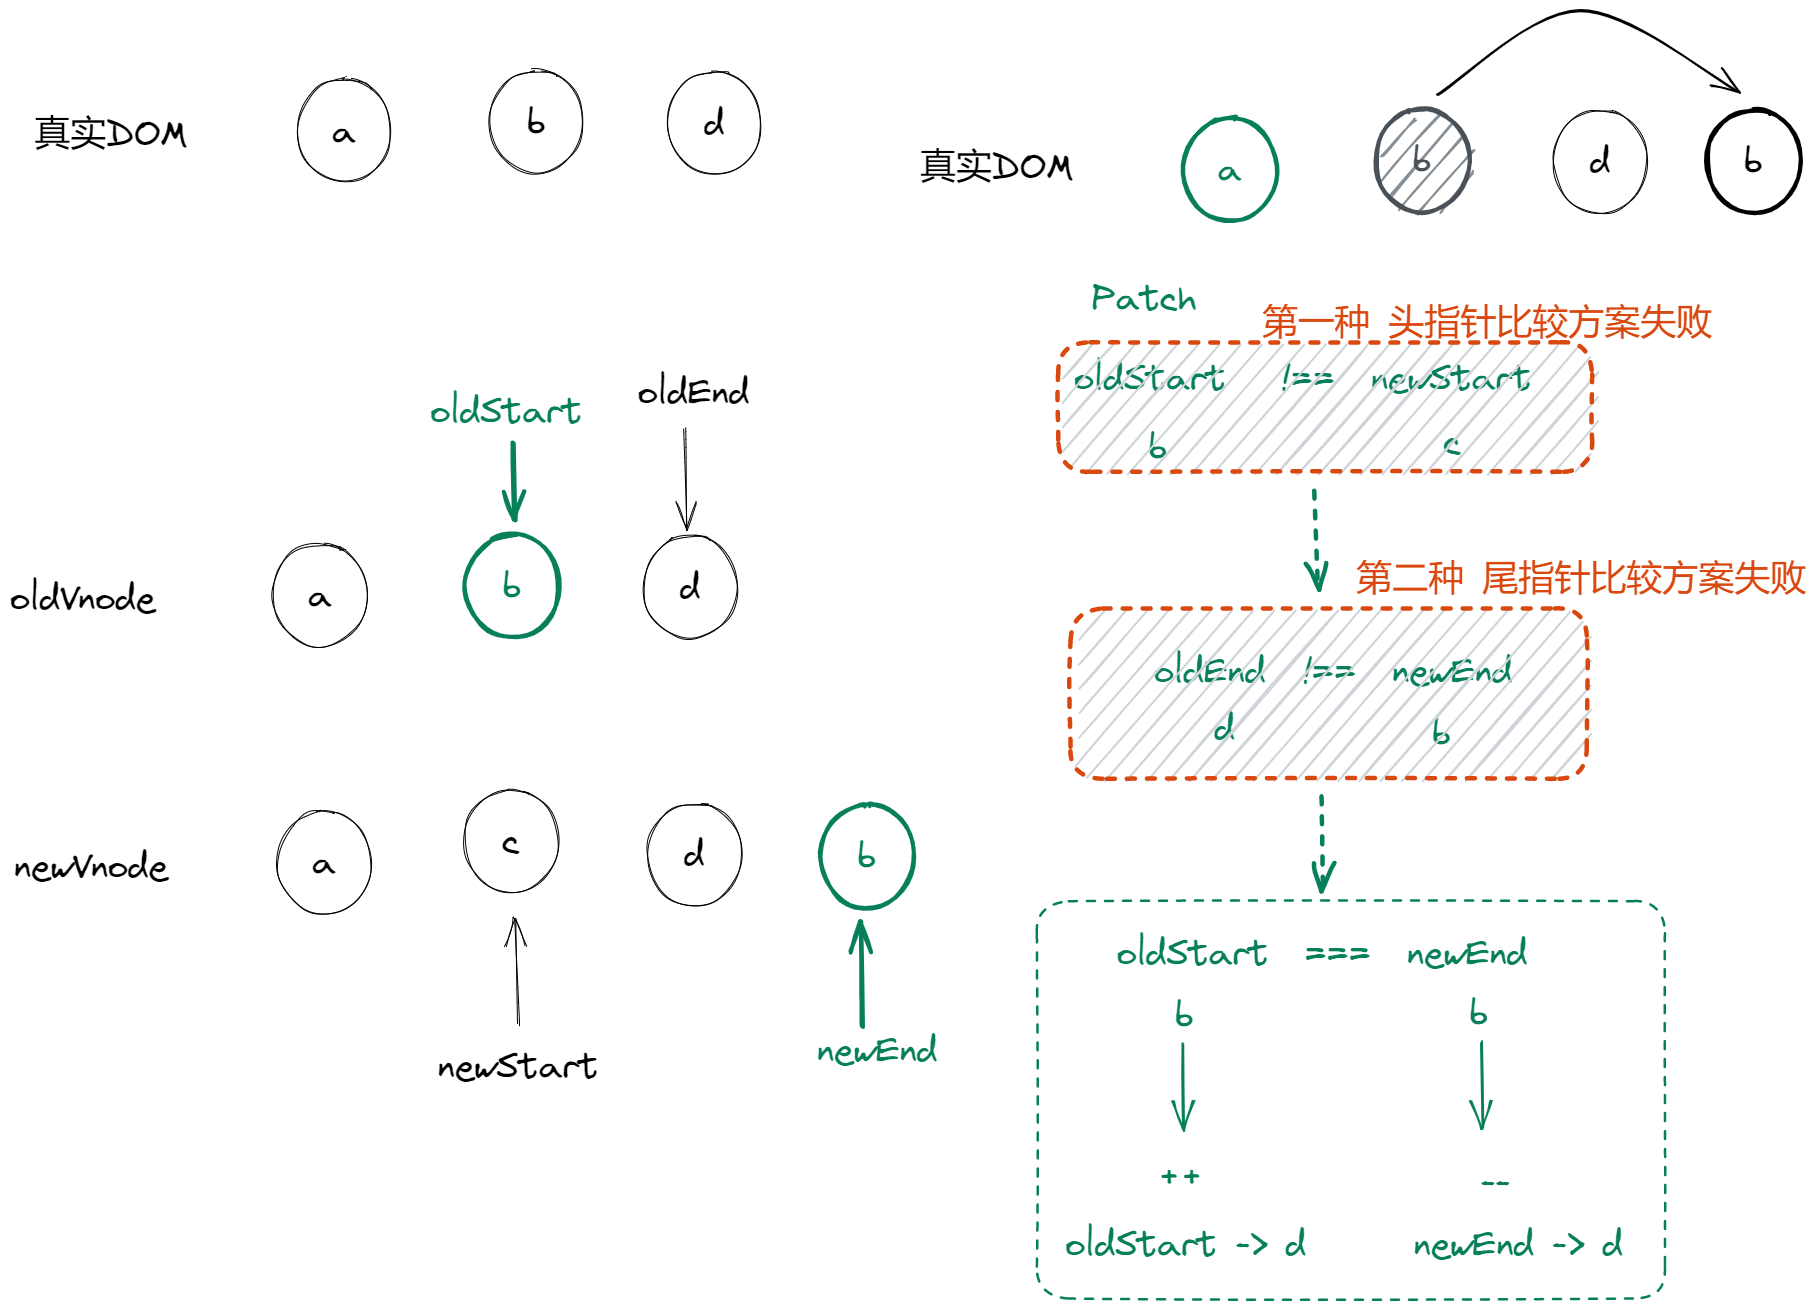 真实DOM
a
b
d
oldStart
oldEnd
oldVnode
a
b
d
newVnode
a
c
d
b
newStart
newEnd
真实DOM
a
b
d
b
Patch
第一种 头指针比较方案失败
oldStart !== newStart
b c
第二种 尾指针比较方案失败
oldEnd !== newEnd
d b
oldStart === newEnd
b b
++ --
oldStart -> d newEnd -> d